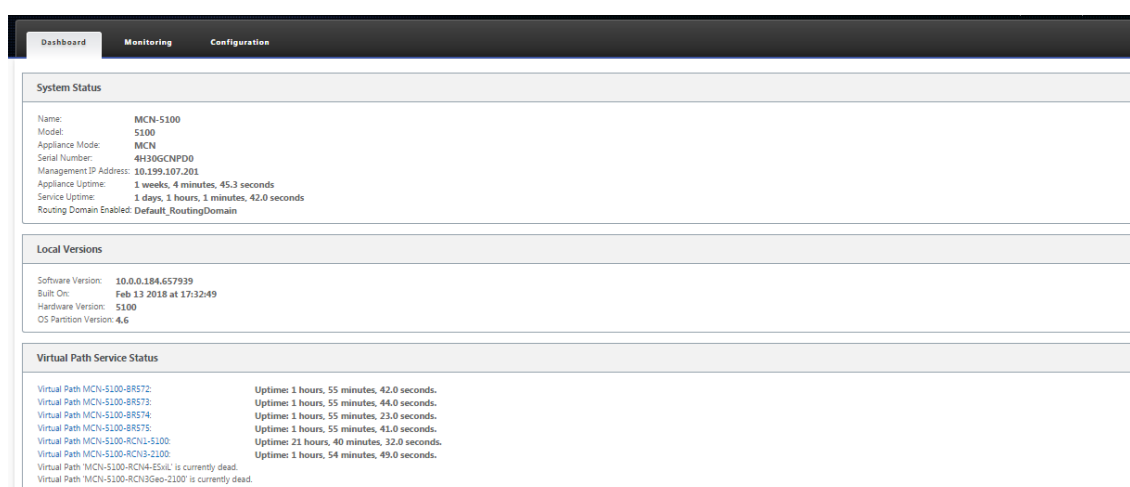 Dashboard Monitoring Configuration
System Status
Name: MCN-5100
Model: 5100
Appliance Mode: MCN
Serial Number: 4H30GCNPD0
Management IP Address: 10.199.107.201
Appliance Uptime: 1 weeks, 4 minutes, 45.3 seconds
Service Uptime: 1 days, 1 hours, 1 minutes, 42.0 seconds
Routing Domain Enabled: Default_RoutingDomain
Local Versions
Software Version: 10.0.0.184.657939
Built On: Feb 13 2018 at 17:32:49
Hardware Version: 5100
OS Partition Version: 4.6
Virtual Path Service Status
Virtual Path MCN-5100-BR572: Uptime: 1 hours, 55 minutes, 42.0 seconds.
Virtual Path MCN-5100-BR573: Uptime: 1 hours, 55 minutes, 44.0 seconds.
Virtual Path MCN-5100-BR574: Uptime: 1 hours, 55 minutes, 23.0 seconds.
Virtual Path MCN-5100-BR575: Uptime: 1 hours, 55 minutes, 41.0 seconds.
Virtual Path MCN-5100-RCN1-5100: Uptime: 21 hours, 40 minutes, 32.0 seconds.
Virtual Path MCN-5100-RCN3-2100: Uptime: 1 hours, 54 minutes, 49.0 seconds.
Virtual Path 'MCN-5100-RCN4-ESxiL' is currently dead.
Virtual Path 'MCN-5100-RCN3Geo-2100' is currently dead.